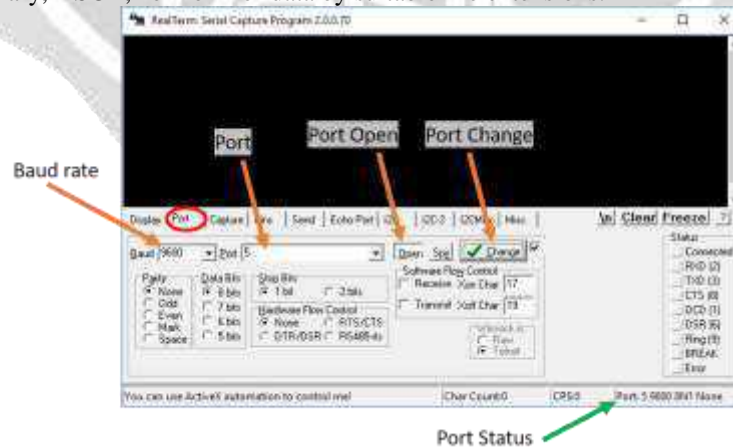 RealTerm: Serial Capture Program 2.0.0.70
Port
Port Open
Port Change
Baud rate
Display Port Capture Pins Send Echo Port I2C-2 Misc
\n Clear Freeze ?
Baud 9600 Port 5 Open Spy Change
Parity
None
Odd
Even
Mark
Space
Data Bits
8 bits
7 bits
6 bits
5 bits
Stop Bits
1 bit 2 bits
Hardware Flow Control
None RTS/CTS
DTR/DSR RS485-rts
Software Flow Control
Receive Xon Char 17
Transmit Xoff Char 19
Raw
Telnet
Status
Connected
RXD (2)
TXD (3)
CTS (8)
DCD (1)
DSR (6)
Ring (9)
BREAK
Error
You can use ActiveX automation to control me!
Char Count:0
CPS:0
Port: 5 9600 8N1 None
Port Status